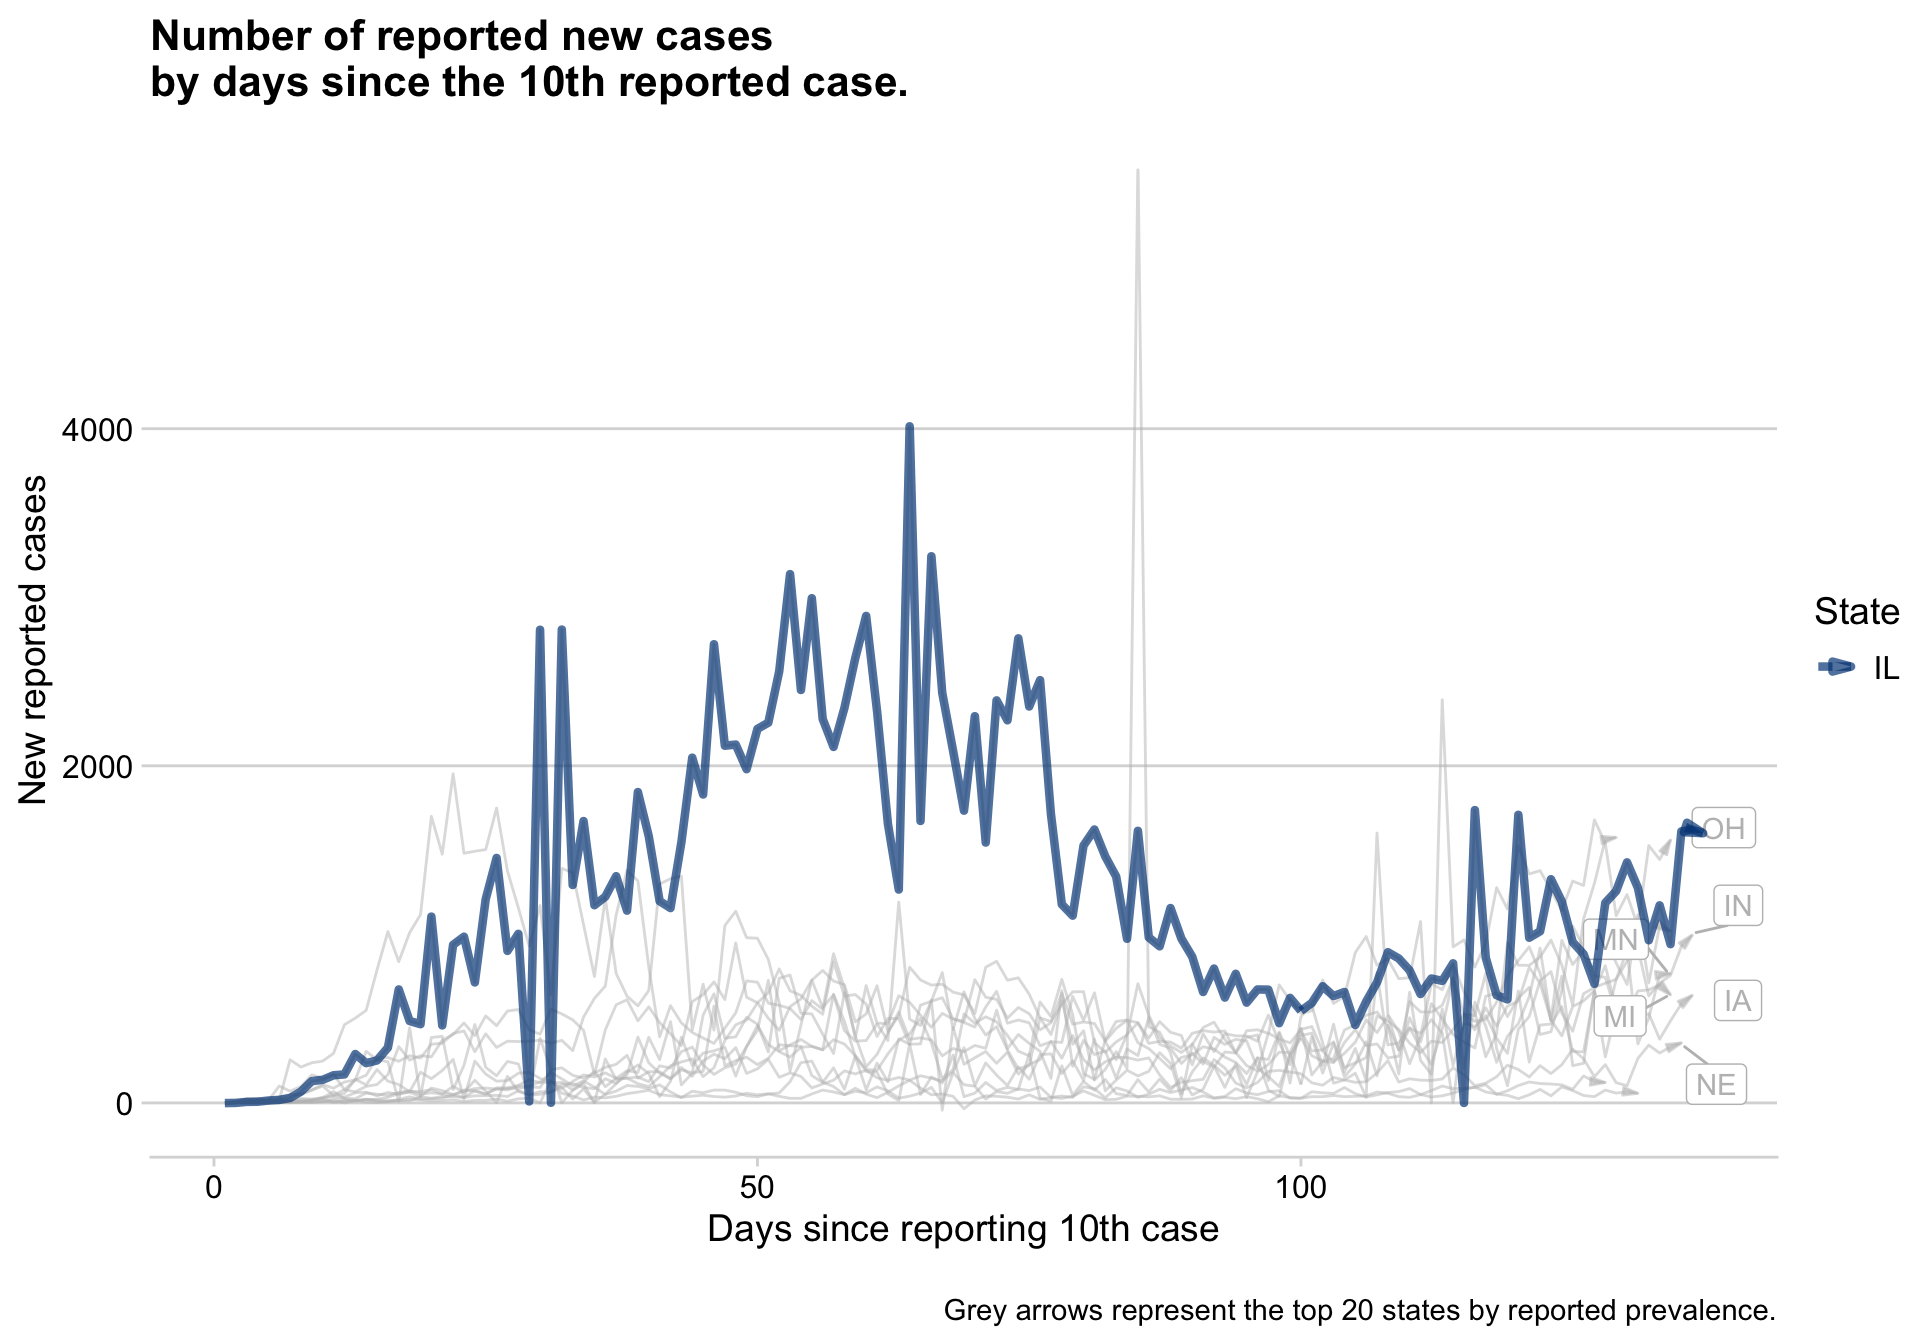 Number of reported new cases
by days since the 10th reported case.
New reported cases
4000
2000
0
0
50
100
Days since reporting 10th case
OH
IN
MN
IA
MI
NE
State
IL
Grey arrows represent the top 20 states by reported prevalence.